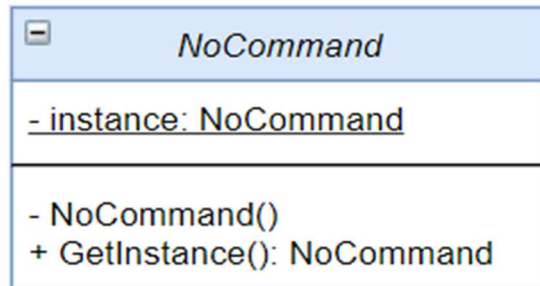 NoCommand
- instance: NoCommand
- NoCommand()
+ GetInstance(): NoCommand